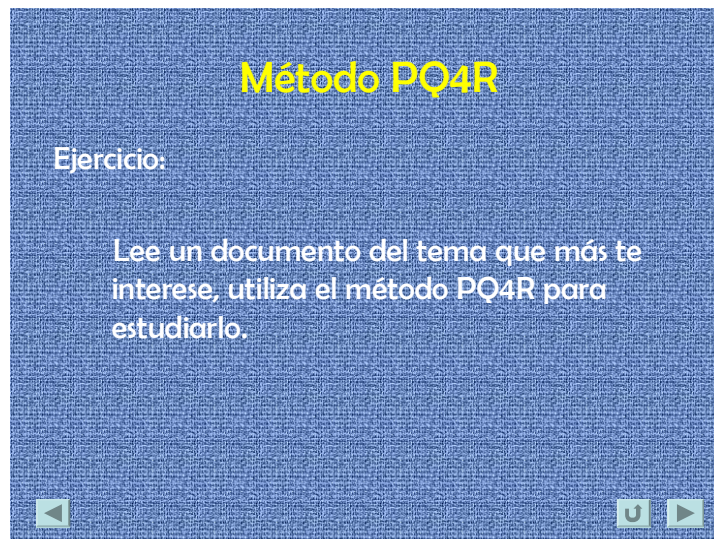 Método PQ4R
Ejercicio:
Lee un documento del tema que más te
interese, utiliza el método PQ4R para
estudiarlo.